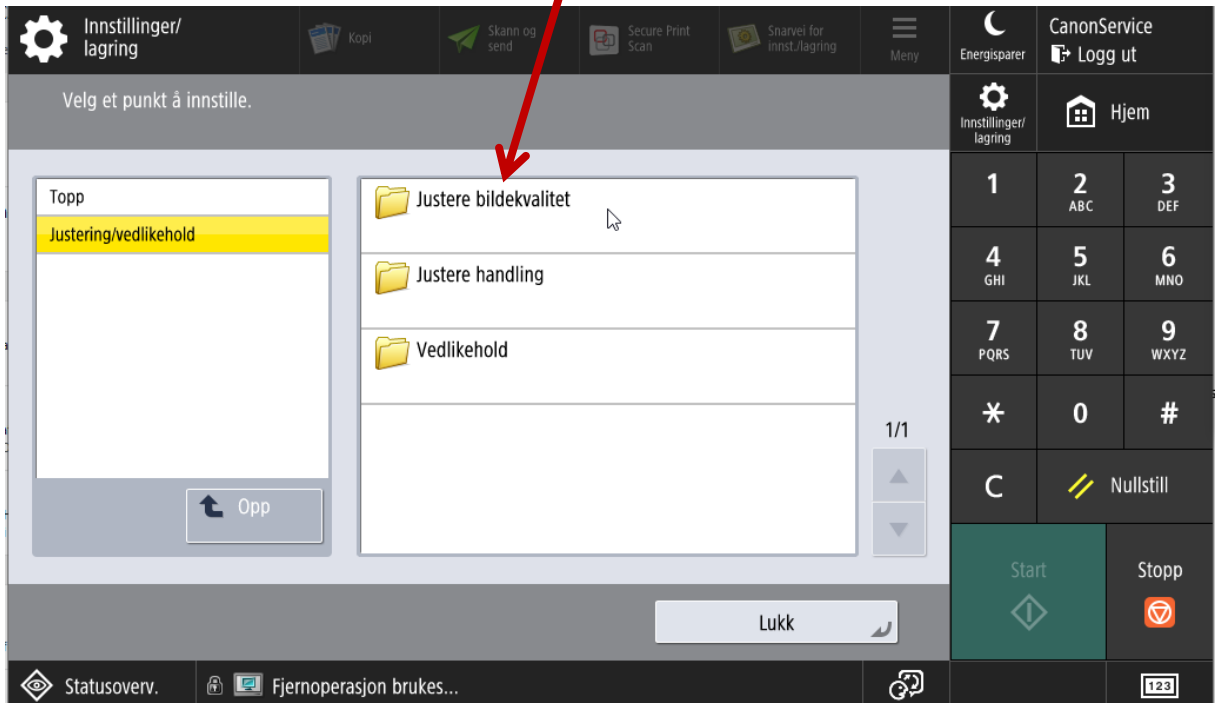 Innstillinger/
lagring
Kopi
Skann og
send
Secure Print
Scan
Snarvei for
innst./lagring
Meny
Energisparer
CanonService
Logg ut
Velg et punkt å innstille.
Innstillinger/
lagring
Hjem
Topp
Justering/vedlikehold
Opp
Justere bildekvalitet
Justere handling
Vedlikehold
1/1
Lukk
1
2
ABC
3
DEF
4
GHI
5
JKL
6
MNO
7
PQRS
8
TUV
9
WXYZ
*
0
#
C
Nullstill
Start
Stopp
Statusoverv.
Fjernoperasjon brukes...
123